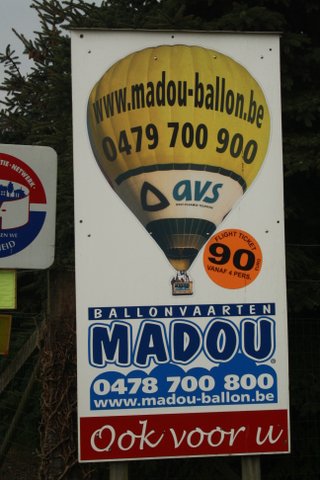 www.madou-ballon.be
0479 700 900
avs
FLIGHT TICKET
90
EURO
VANAF 4 PERS.
BALLONVAARTEN
MADOU
0478 700 800
www.madou-ballon.be
Ook voor u